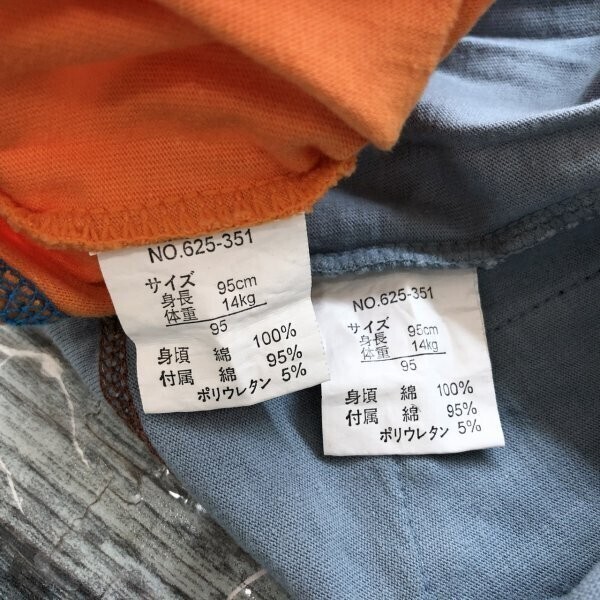 NO.625-351
サイズ
身長 95cm
体重 14kg
95
身頃 綿 100%
付属 綿 95%
ポリウレタン 5%
NO.625-351
サイズ
身長 95cm
体重 14kg
95
身頃 綿 100%
付属 綿 95%
ポリウレタン 5%